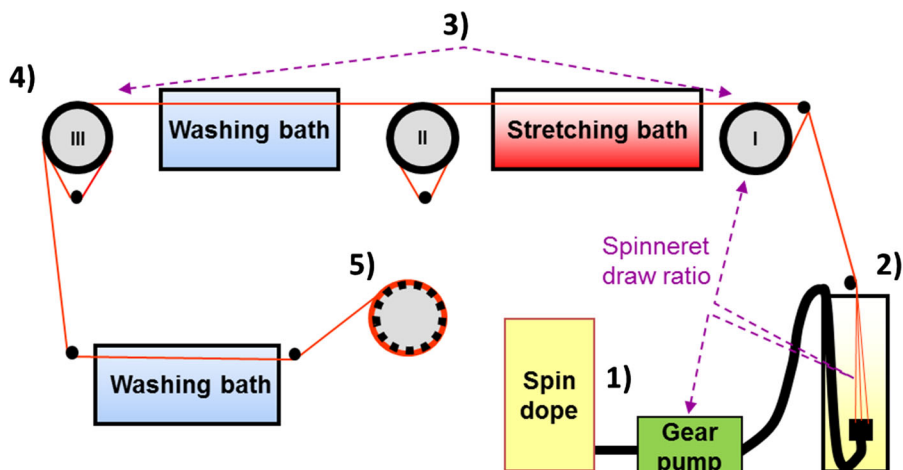 3)
4)
III
Washing bath
II
Stretching bath
I
Spinneret
draw ratio
2)
5)
1)
Spin
dope
Washing bath
Gear
pump